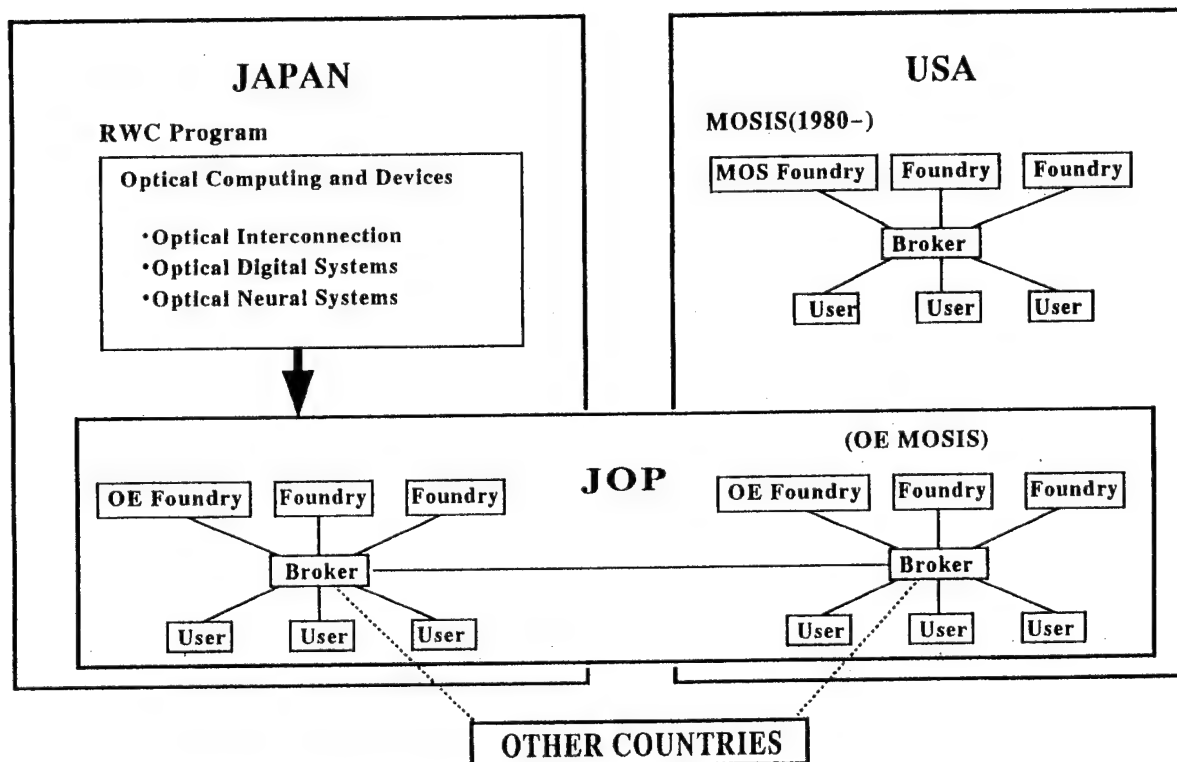 JAPAN
RWC Program
Optical Computing and Devices
•Optical Interconnection
•Optical Digital Systems
•Optical Neural Systems
USA
MOSIS(1980-)
MOS Foundry Foundry Foundry
Broker
User User User
(OE MOSIS)
JOP
OE Foundry Foundry Foundry
Broker
User User User
OE Foundry Foundry Foundry
Broker
User User User
OTHER COUNTRIES